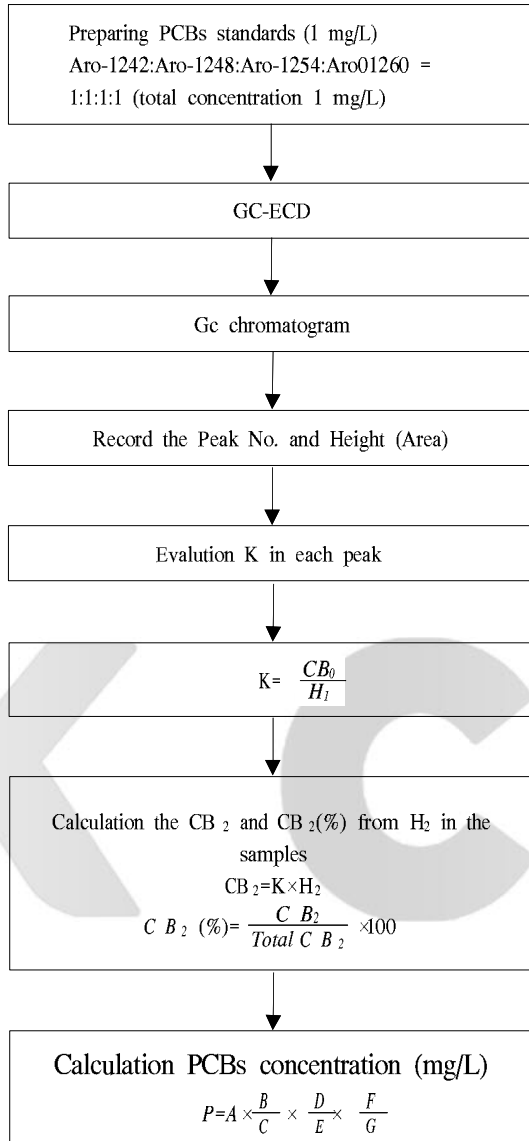 Preparing PCBs standards (1 mg/L)
Aro-1242:Aro-1248:Aro-1254:Aro01260 =
1:1:1:1 (total concentration 1 mg/L)
GC-ECD
Gc chromatogram
Record the Peak No. and Height (Area)
Evalution K in each peak
K= CB₀/H₁
Calculation the CB ₂ and CB ₂(%) from H₂ in the
samples
CB ₂=K×H₂
C B ₂ (%)= C B₂/Total C B ₂ ×100
Calculation PCBs concentration (mg/L)
P=A × B/C × D/E × F/G
K C